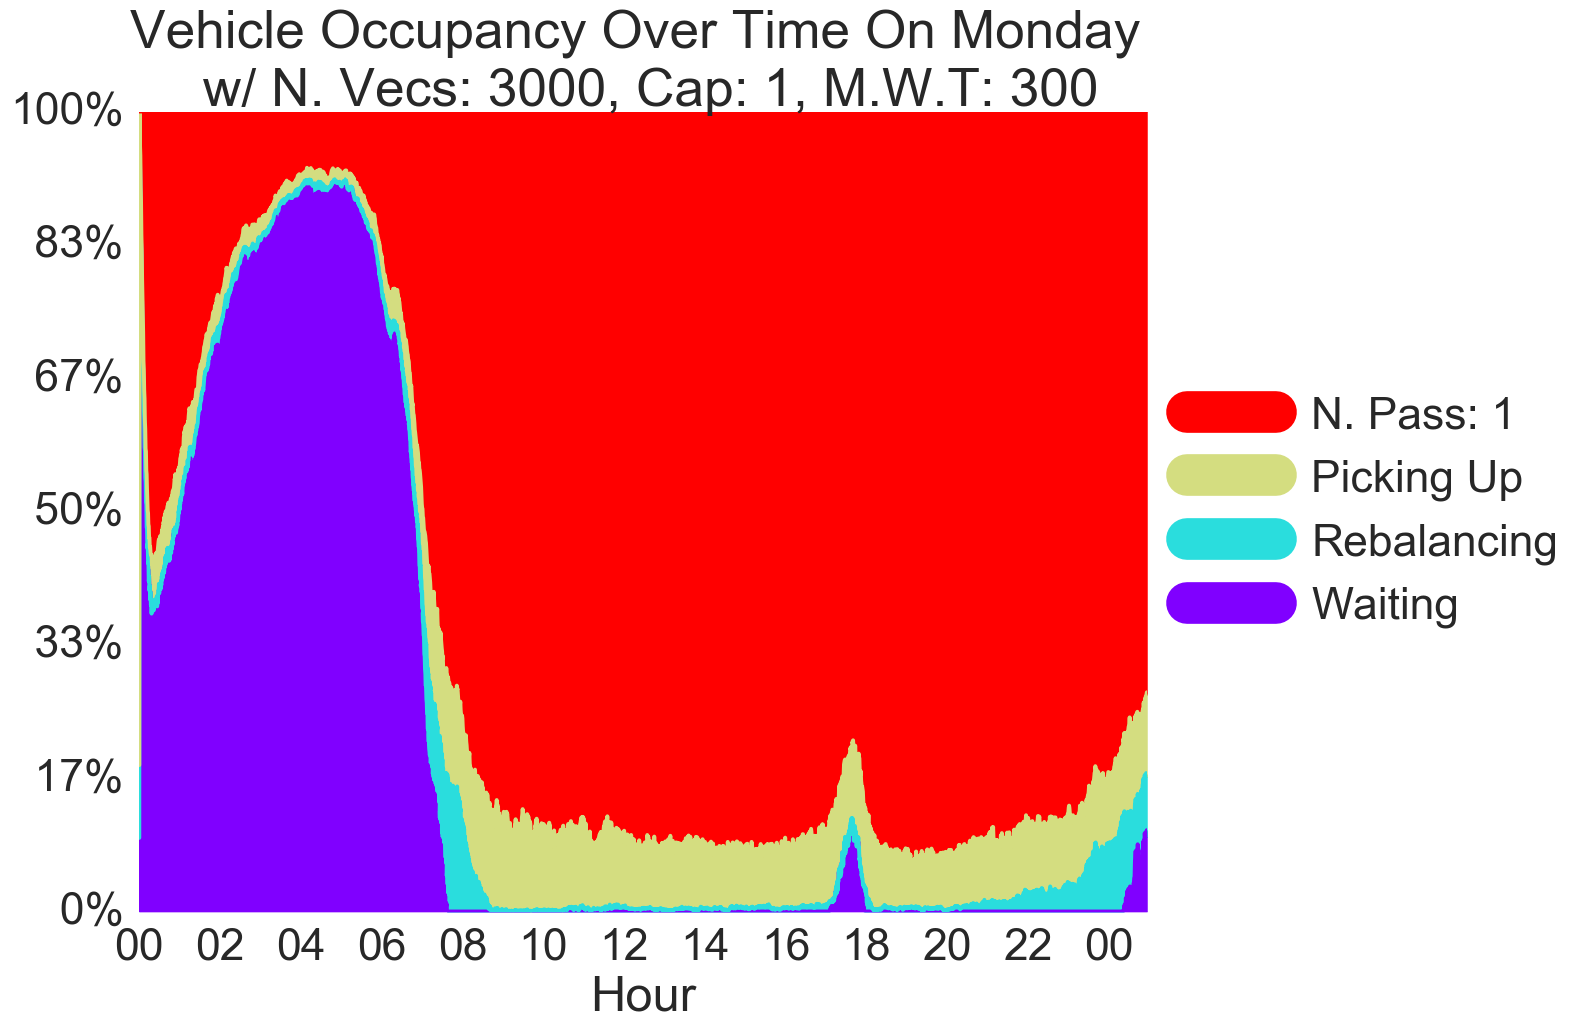 Vehicle Occupancy Over Time On Monday
w/ N. Vecs: 3000, Cap: 1, M.W.T: 300
100%
83%
67%
50%
33%
17%
0%
00 02 04 06 08 10 12 14 16 18 20 22 00
Hour
N. Pass: 1
Picking Up
Rebalancing
Waiting